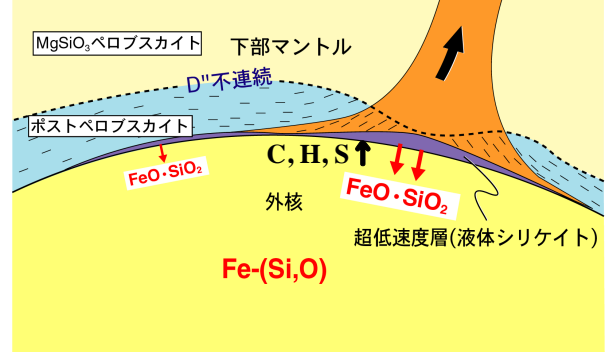 MgSiO₃ペロブスカイト
下部マントル
D"不連続
ポストペロブスカイト
C, H, S
FeO・SiO₂
FeO・SiO₂
外核
超低速度層(液体シリケイト)
Fe-(Si,O)